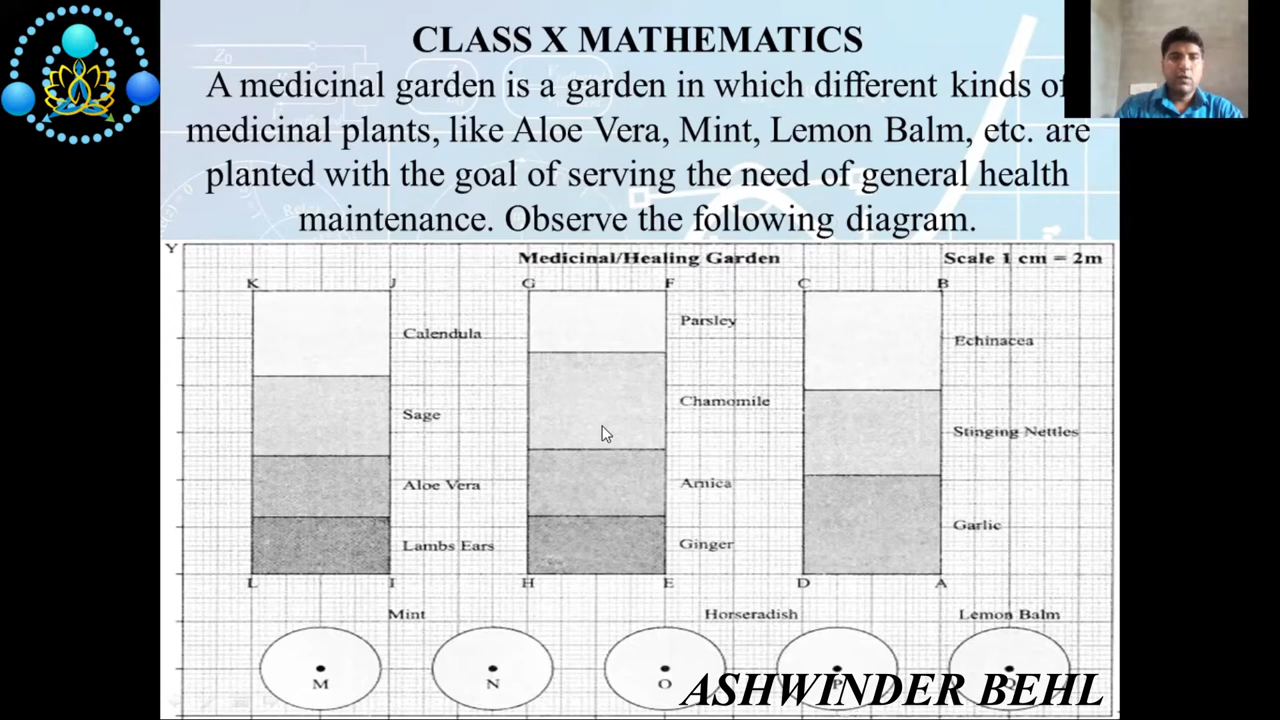 CLASS X MATHEMATICS
A medicinal garden is a garden in which different kinds of
medicinal plants, like Aloe Vera, Mint, Lemon Balm, etc. are
planted with the goal of serving the need of general health
maintenance. Observe the following diagram.
Y
Medicinal/Healing Garden
Scale 1 cm = 2m
K J G F C B
Parsley
Calendula
Echinacea
Chamomile
Sage
Stinging Nettles
Aloe Vera
Arnica
Garlic
Lambs Ears
Ginger
L I H E D A
Mint
Horseradish
Lemon Balm
M N O P
ASHWINDER BEHL